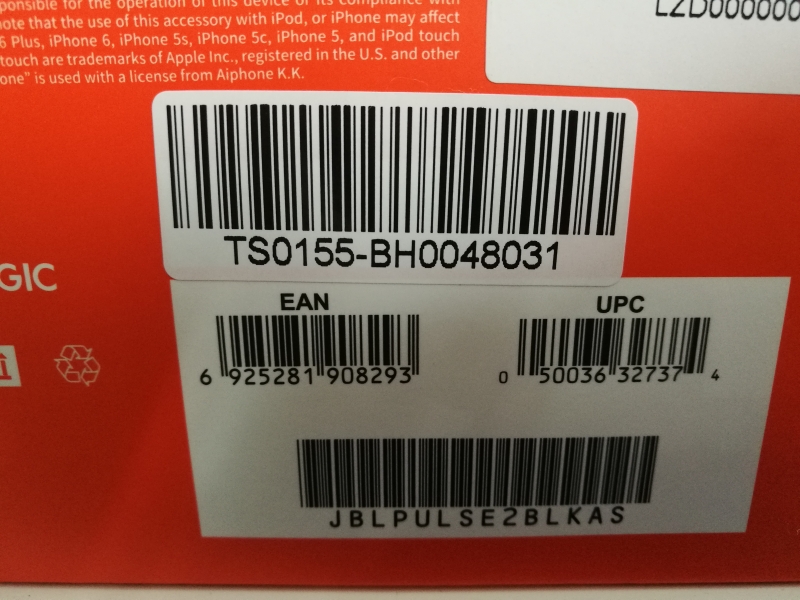 ponsible for the operation of this device or its compliance with
note that the use of this accessory with iPod, or iPhone may affect
6 Plus, iPhone 6, iPhone 5s, iPhone 5c, iPhone 5, and iPod touch
touch are trademarks of Apple Inc., registered in the U.S. and other
one" is used with a license from Aiphone K.K.
LZD000000
TS0155-BH0048031
GIC
EAN
6 925281 908293
UPC
0 50036 32737 4
JBLPULSE2BLKAS